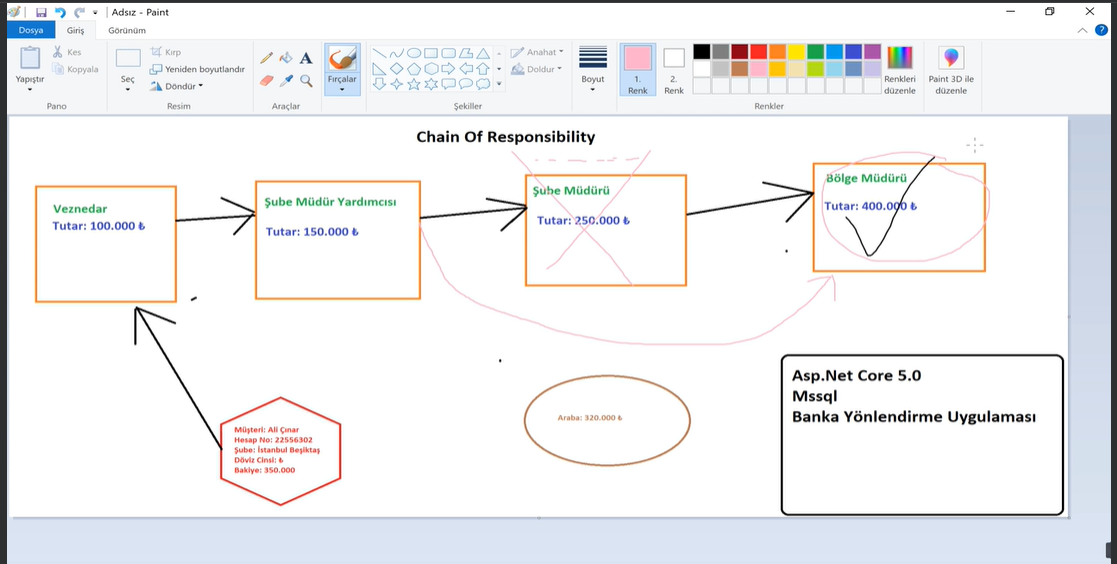 Adsız - Paint
Dosya
Giriş
Görünüm
Yapıştır
Kes
Kopyala
Pano
Seç
Kırp
Yeniden boyutlandır
Döndür
Resim
A
Araçlar
Fırçalar
Şekiller
Anahat
Doldur
Boyut
1.
Renk
2.
Renk
Renkler
Renkleri
düzenle
Paint 3D ile
düzenle
Chain Of Responsibility
Veznedar
Tutar: 100.000 ₺
Şube Müdür Yardımcısı
Tutar: 150.000 ₺
Şube Müdürü
Tutar: 250.000 ₺
Bölge Müdürü
Tutar: 400.000 ₺
Müşteri: Ali Çınar
Hesap No: 22556302
Şube: İstanbul Beşiktaş
Döviz Cinsi: ₺
Bakiye: 350.000
Araba: 320.000 ₺
Asp.Net Core 5.0
Mssql
Banka Yönlendirme Uygulaması